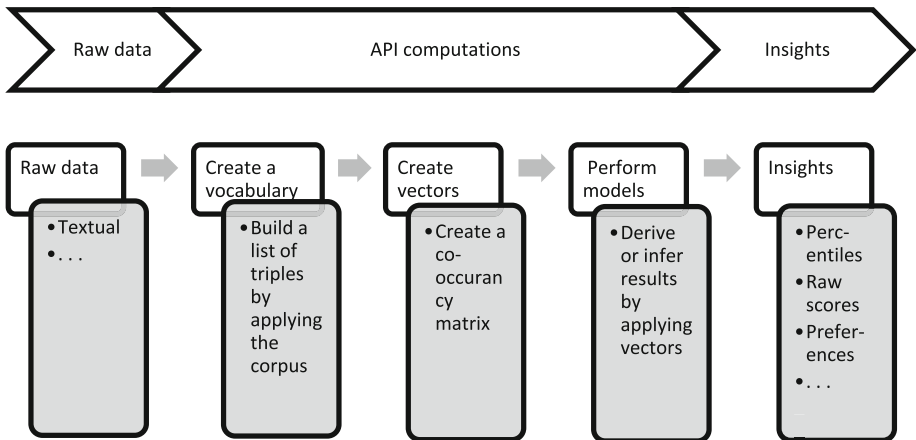 Raw data
API computations
Insights
Raw data
• Textual
• . . .
Create a
vocabulary
• Build a
list of
triples
by
applying
the
corpus
Create
vectors
• Create a
co-
occuran
cy
matrix
Perform
models
• Derive
or infer
results
by
applying
vectors
Insights
• Perc-
entiles
• Raw
scores
• Prefer-
ences
• . . .